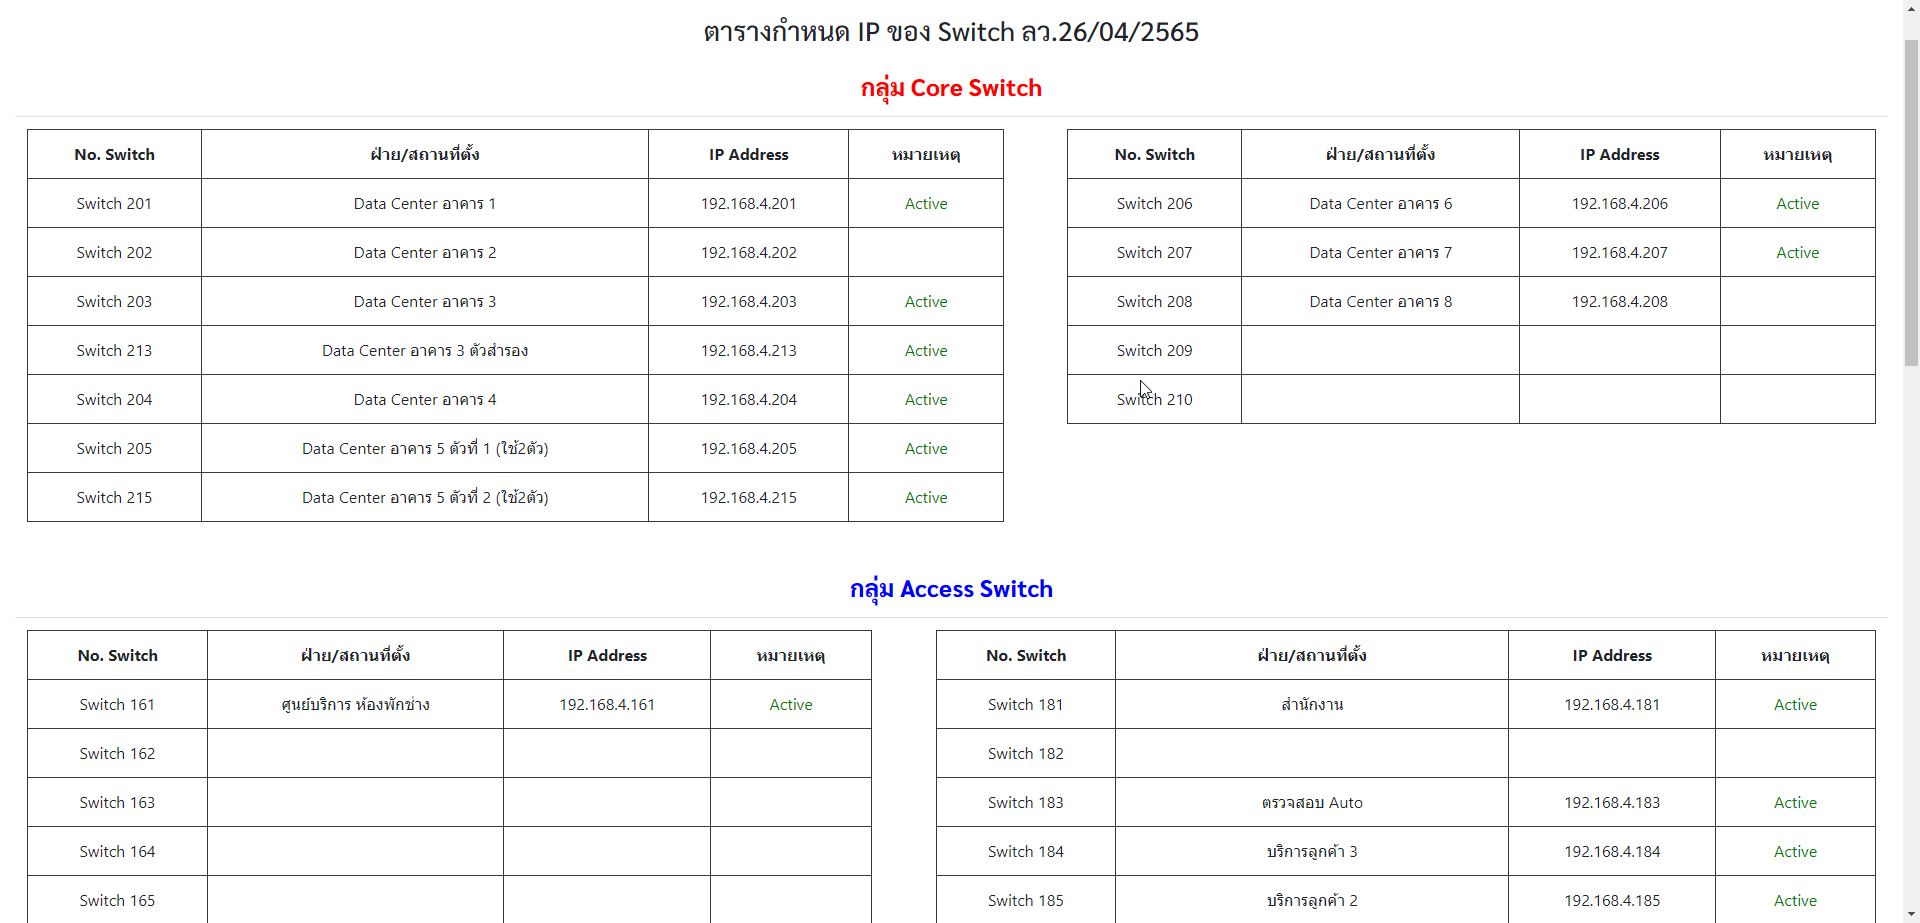 ตารางกำหนด IP ของ Switch ลว.26/04/2565
กลุ่ม Core Switch
No. Switch ฝ่าย/สถานที่ตั้ง IP Address หมายเหตุ
Switch 201 Data Center อาคาร 1 192.168.4.201 Active
Switch 202 Data Center อาคาร 2 192.168.4.202
Switch 203 Data Center อาคาร 3 192.168.4.203 Active
Switch 213 Data Center อาคาร 3 ตัวสำรอง 192.168.4.213 Active
Switch 204 Data Center อาคาร 4 192.168.4.204 Active
Switch 205 Data Center อาคาร 5 ตัวที่ 1 (ใช้2ตัว) 192.168.4.205 Active
Switch 215 Data Center อาคาร 5 ตัวที่ 2 (ใช้2ตัว) 192.168.4.215 Active
No. Switch ฝ่าย/สถานที่ตั้ง IP Address หมายเหตุ
Switch 206 Data Center อาคาร 6 192.168.4.206 Active
Switch 207 Data Center อาคาร 7 192.168.4.207 Active
Switch 208 Data Center อาคาร 8 192.168.4.208
Switch 209
Switch 210
กลุ่ม Access Switch
No. Switch ฝ่าย/สถานที่ตั้ง IP Address หมายเหตุ
Switch 161 ศูนย์บริการ ห้องพักช่าง 192.168.4.161 Active
Switch 162
Switch 163
Switch 164
Switch 165
No. Switch ฝ่าย/สถานที่ตั้ง IP Address หมายเหตุ
Switch 181 สำนักงาน 192.168.4.181 Active
Switch 182
Switch 183 ตรวจสอบ Auto 192.168.4.183 Active
Switch 184 บริการลูกค้า 3 192.168.4.184 Active
Switch 185 บริการลูกค้า 2 192.168.4.185 Active